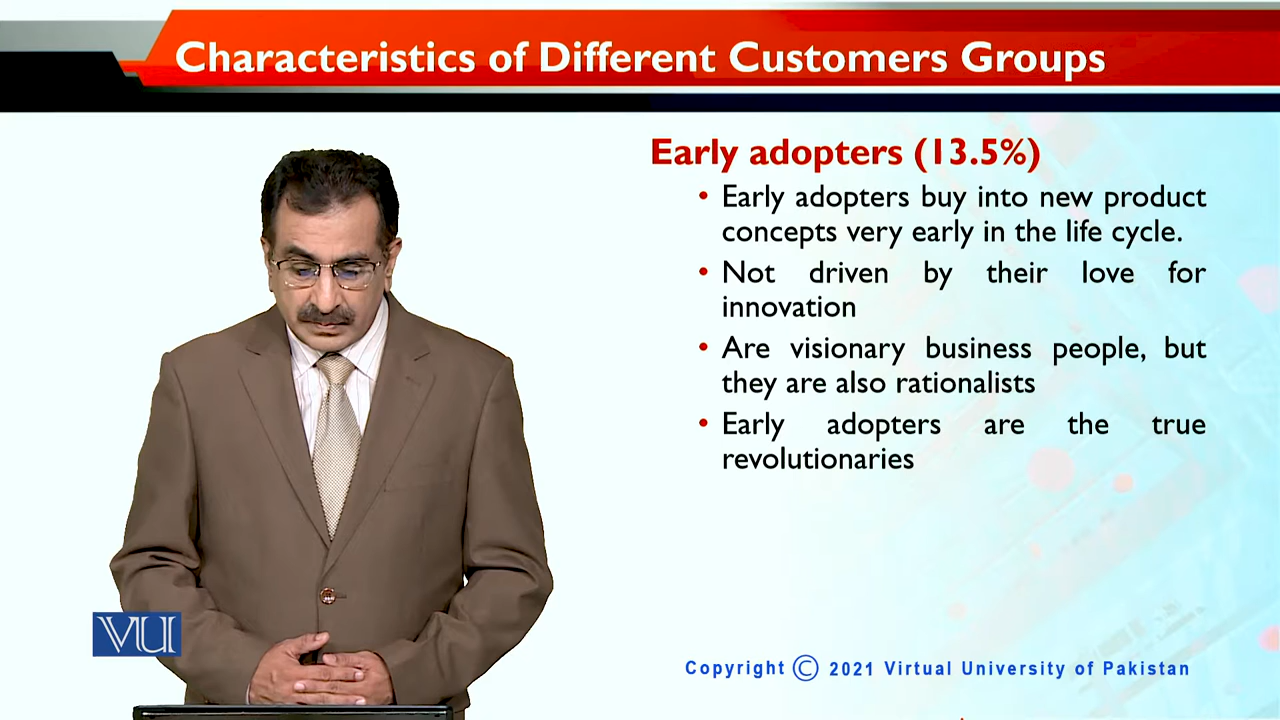 Characteristics of Different Customers Groups
Early adopters (13.5%)
• Early adopters buy into new product
concepts very early in the life cycle.
• Not driven by their love for
innovation
• Are visionary business people, but
they are also rationalists
• Early adopters are the true
revolutionaries
VU
Copyright © 2021 Virtual University of Pakistan